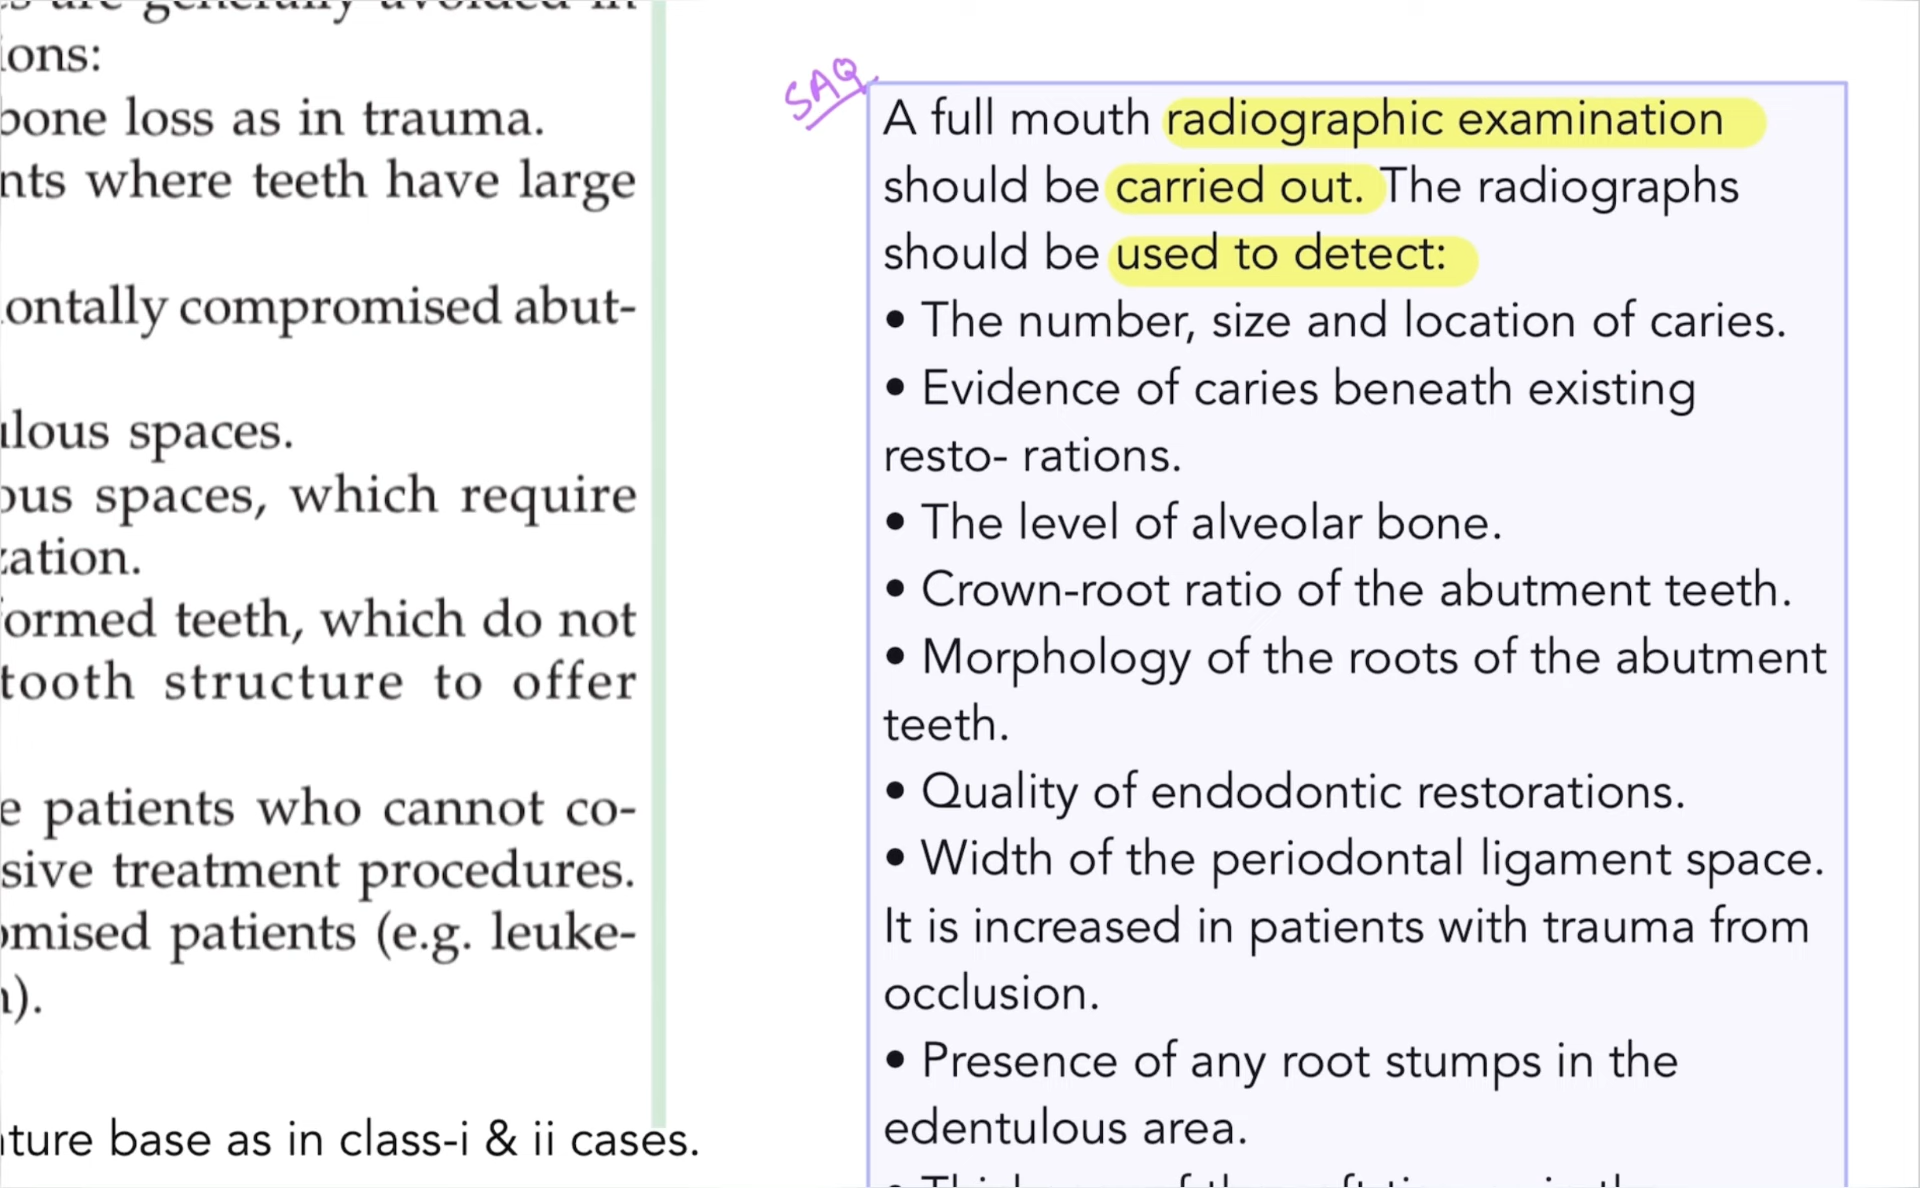 are generally avoided in
ons:
bone loss as in trauma.
nts where teeth have large
ontally compromised abut-
ulous spaces.
ous spaces, which require
zation.
ormed teeth, which do not
tooth structure to offer
e patients who cannot co-
sive treatment procedures.
omised patients (e.g. leuke-
).
ture base as in class-i & ii cases.
SAQ
A full mouth radiographic examination
should be carried out. The radiographs
should be used to detect:
• The number, size and location of caries.
• Evidence of caries beneath existing
resto- rations.
• The level of alveolar bone.
• Crown-root ratio of the abutment teeth.
• Morphology of the roots of the abutment
teeth.
• Quality of endodontic restorations.
• Width of the periodontal ligament space.
It is increased in patients with trauma from
occlusion.
• Presence of any root stumps in the
edentulous area.